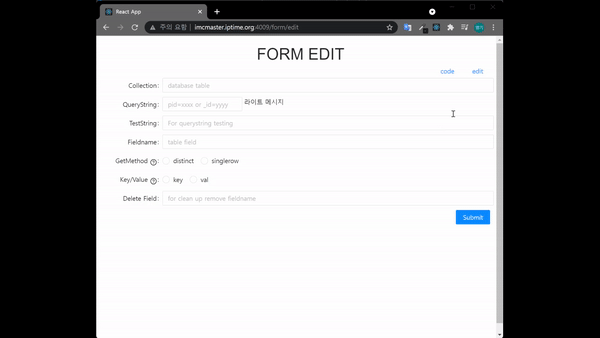 React App
주의 요함 | imcmaster.iptime.org:4009/form/edit
FORM EDIT
code edit
Collection: database table
QueryString: pid=xxxx or _id=yyyy 라이트 메시지
TestString: For querystring testing
Fieldname: table field
GetMethod ? : distinct singlerow
Key/Value ? : key val
Delete Field: for clean up remove fieldname
Submit